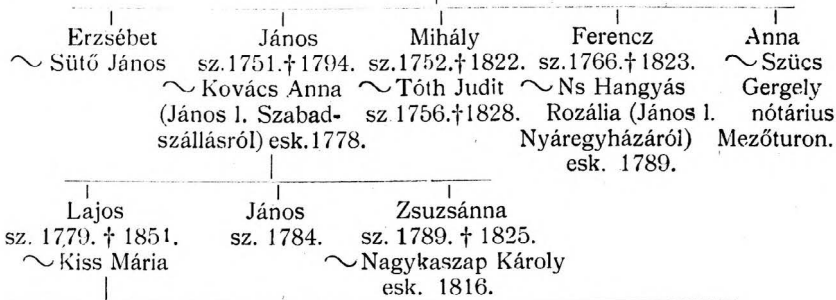 Erzsébet János Mihály Ferencz Anna
~ Sütő János sz.1751.† 1794. sz.1752.†1822. sz.1766.†1823. ~ Szücs
~ Kovács Anna ~ Tóth Judit ~ Ns Hangyás Gergely
(János l. Szabad- sz.1756.†1828. Rozália (János l. nótárius
szállásról) esk.1778. Nyáregyházáról) Mezőturon.
esk. 1789.
Lajos János Zsuzsánna
sz. 1779. † 1851. sz. 1784. sz. 1789. † 1825.
~ Kiss Mária ~ Nagykaszap Károly
esk. 1816.